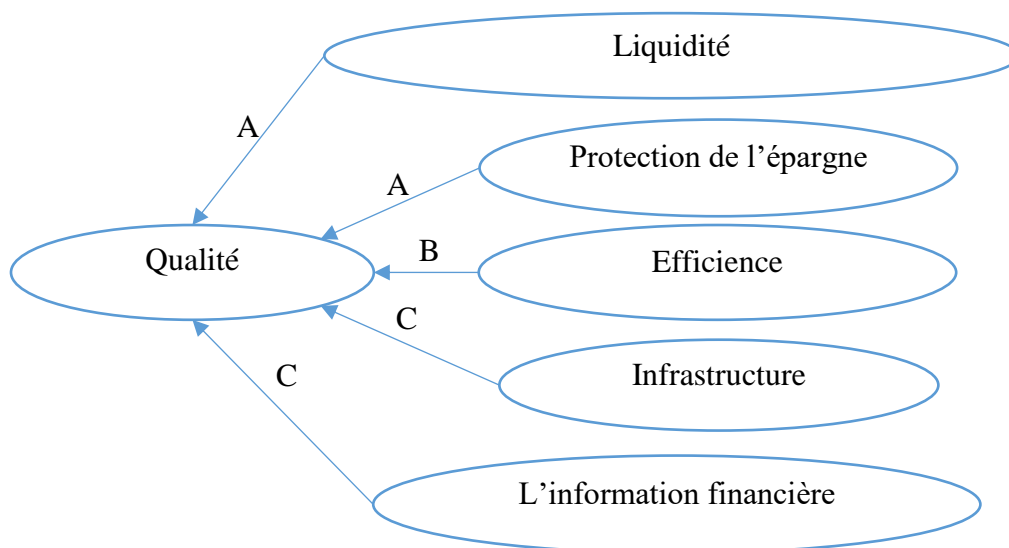 Liquidité
A
Protection de l’épargne
A
Qualité
B
Efficience
C
Infrastructure
C
L’information financière